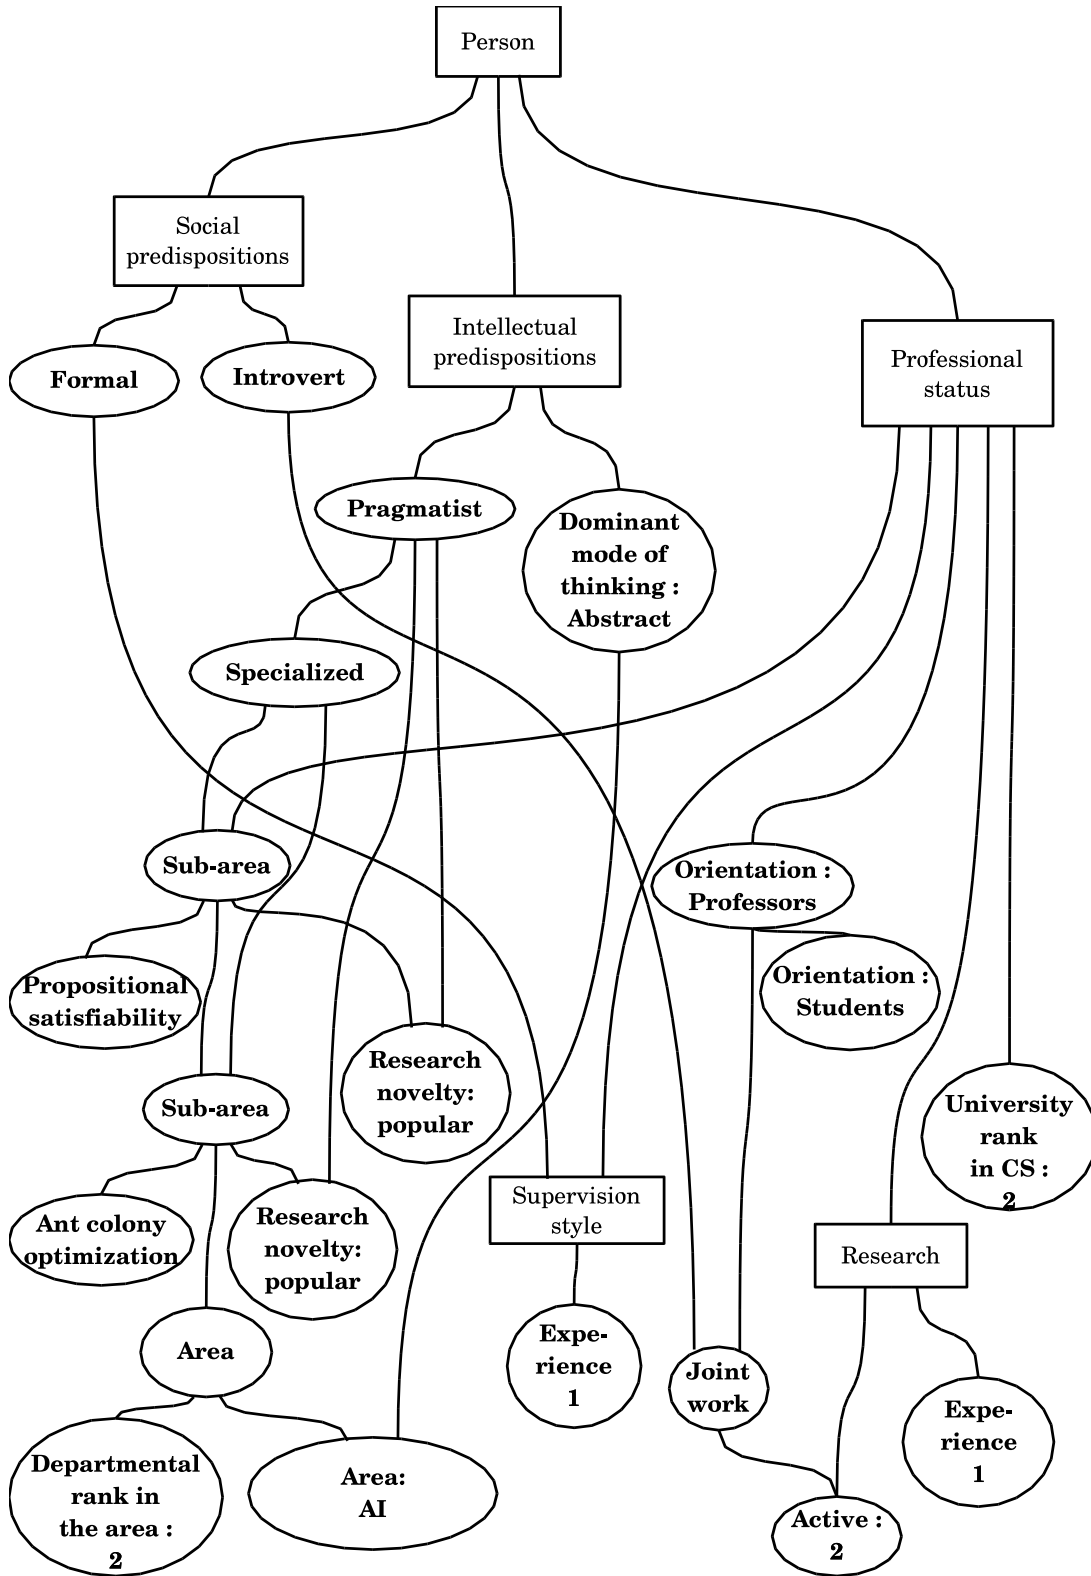 Person
Social
predispositions
Intellectual
predispositions
Professional
status
Formal
Introvert
Pragmatist
Dominant
mode of
thinking :
Abstract
Specialized
Sub-area
Orientation :
Professors
Propositional
satisfiability
Orientation :
Students
Research
novelty:
popular
Sub-area
University
rank
in CS :
2
Supervision
style
Ant colony
optimization
Research
novelty:
popular
Research
Area
Expe-
rience
1
Joint
work
Expe-
rience
1
Departmental
rank in
the area :
2
Area:
AI
Active :
2